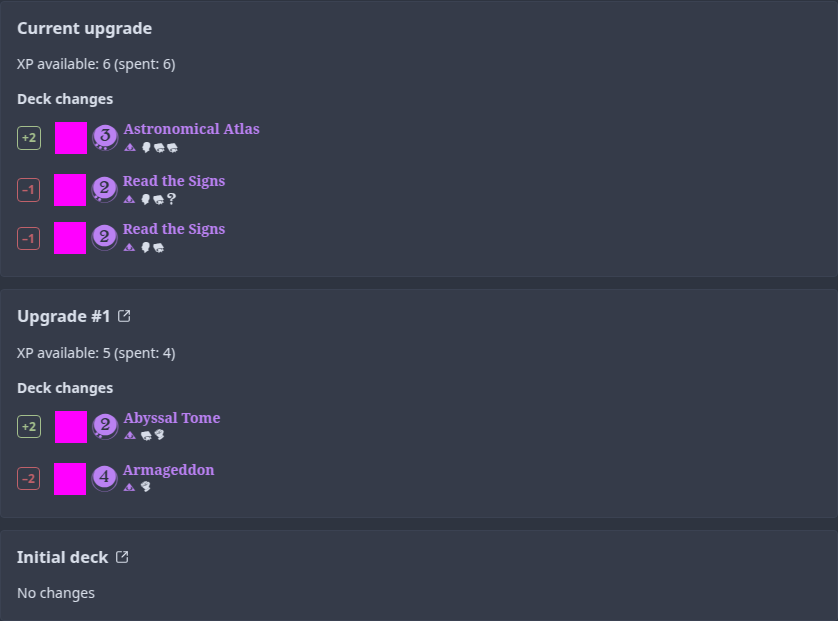 Current upgrade
XP available: 6 (spent: 6)
Deck changes
+2 3 Astronomical Atlas
−1 2 Read the Signs
?
−1 2 Read the Signs
Upgrade #1
XP available: 5 (spent: 4)
Deck changes
+2 2 Abyssal Tome
−2 4 Armageddon
Initial deck
No changes